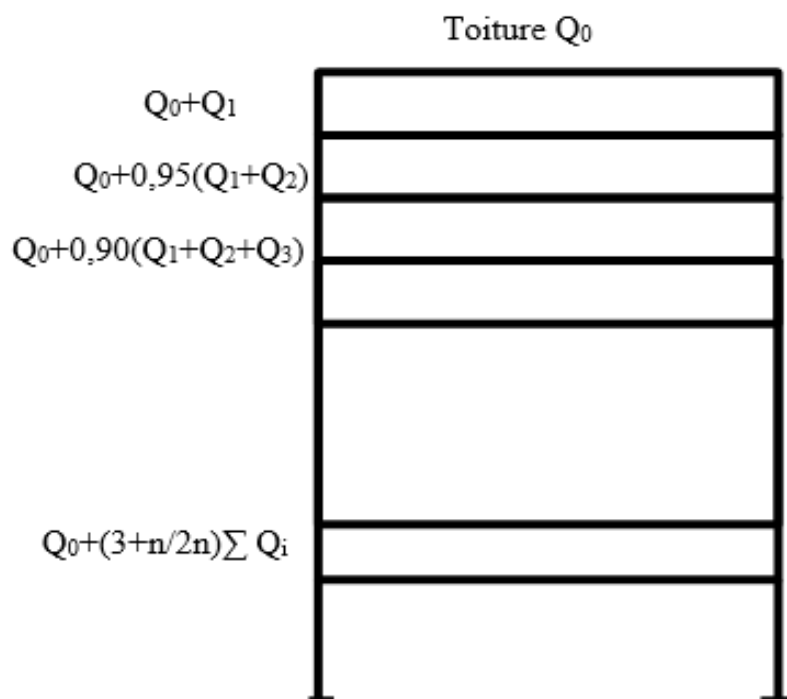 Toiture Q₀
Q₀+Q₁
Q₀+0,95(Q₁+Q₂)
Q₀+0,90(Q₁+Q₂+Q₃)
Q₀+(3+n/2n)∑ Qᵢ